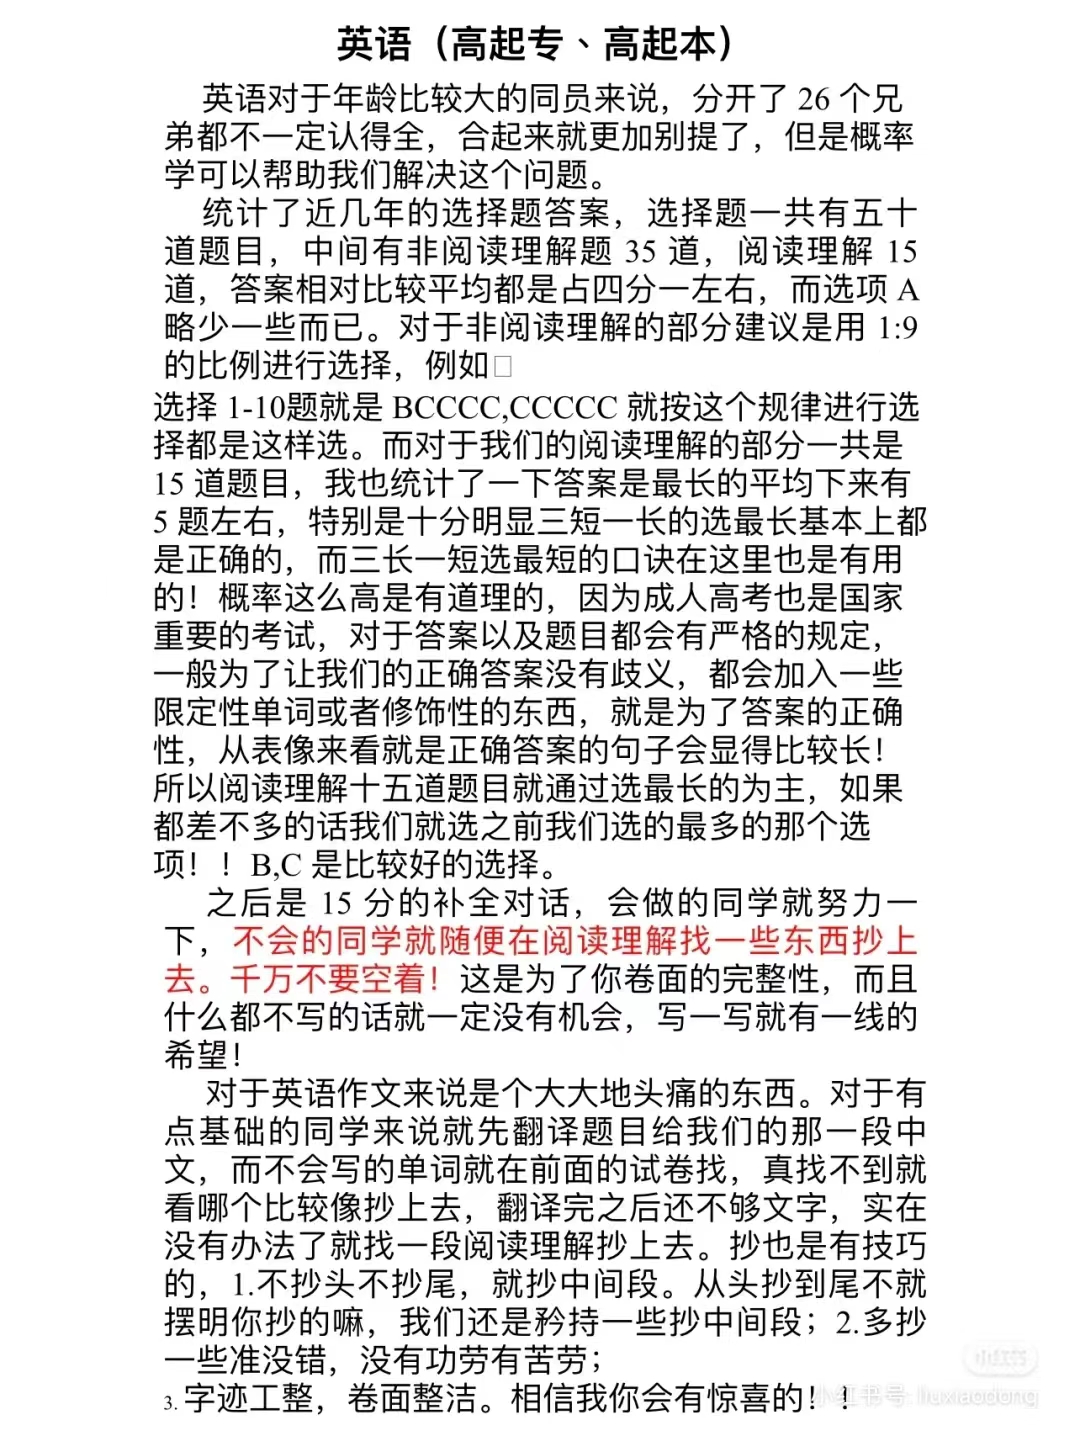 英语（高起专、高起本）
英语对于年龄比较大的同员来说，分开了 26 个兄
弟都不一定认得全，合起来就更加别提了，但是概率
学可以帮助我们解决这个问题。
统计了近几年的选择题答案，选择题一共有五十
道题目，中间有非阅读理解题 35 道，阅读理解 15
道，答案相对比较平均都是占四分一左右，而选项 A
略少一些而已。对于非阅读理解的部分建议是用 1:9
的比例进行选择，例如
选择 1-10题就是 BCCCC,CCCCC 就按这个规律进行选
择都是这样选。而对于我们的阅读理解的部分一共是
15 道题目，我也统计了一下答案是最长的平均下来有
5 题左右，特别是十分明显三短一长的选最长基本上都
是正确的，而三长一短选最短的口诀在这里也是有用
的！概率这么高是有道理的，因为成人高考也是国家
重要的考试，对于答案以及题目都会有严格的规定，
一般为了让我们的正确答案没有歧义，都会加入一些
限定性单词或者修饰性的东西，就是为了答案的正确
性，从表像来看就是正确答案的句子会显得比较长！
所以阅读理解十五道题目就通过选最长的为主，如果
都差不多的话我们就选之前我们选的最多的那个选
项！！B,C 是比较好的选择。
之后是 15 分的补全对话，会做的同学就努力一
下，不会的同学就随便在阅读理解找一些东西抄上
去。千万不要空着！这是为了你卷面的完整性，而且
什么都不写的话就一定没有机会，写一写就有一线的
希望！
对于英语作文来说是个大大地头痛的东西。对于有
点基础的同学来说就先翻译题目给我们的那一段中
文，而不会写的单词就在前面的试卷找，真找不到就
看哪个比较像抄上去，翻译完之后还不够文字，实在
没有办法了就找一段阅读理解抄上去。抄也是有技巧
的，1.不抄头不抄尾，就抄中间段。从头抄到尾不就
摆明你抄的嘛，我们还是矜持一些抄中间段；2.多抄
一些准没错，没有功劳有苦劳；
3. 字迹工整，卷面整洁。相信我你会有惊喜的！！
小红书
小红书号: liuxiaodong